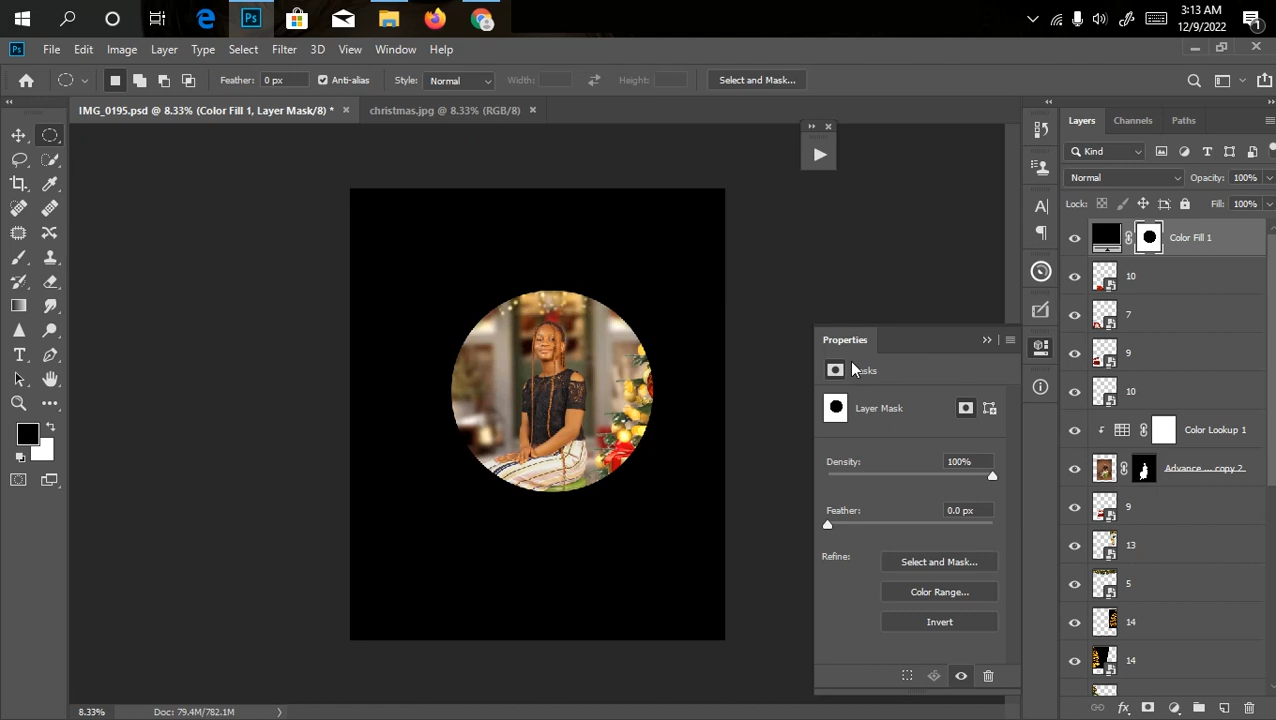 3:13 AM
12/9/2022
1
Ps
Ps File Edit Image Layer Type Select Filter 3D View Window Help
Feather: 0 px Anti-alias Style: Normal Width: Height: Select and Mask...
IMG_0195.psd @ 8.33% (Color Fill 1, Layer Mask/8) * × christmas.jpg @ 8.33% (RGB/8) ×
Layers Channels Paths
Kind
Normal Opacity: 100%
Lock: Fill: 100%
Color Fill 1
10
7
9
10
Color Lookup 1
Advance ... copy 2
9
13
5
14
14
Properties
Layer Mask
Density: 100%
Feather: 0.0 px
Refine: Select and Mask...
Color Range...
Invert
8.33% Doc: 79.4M/782.1M